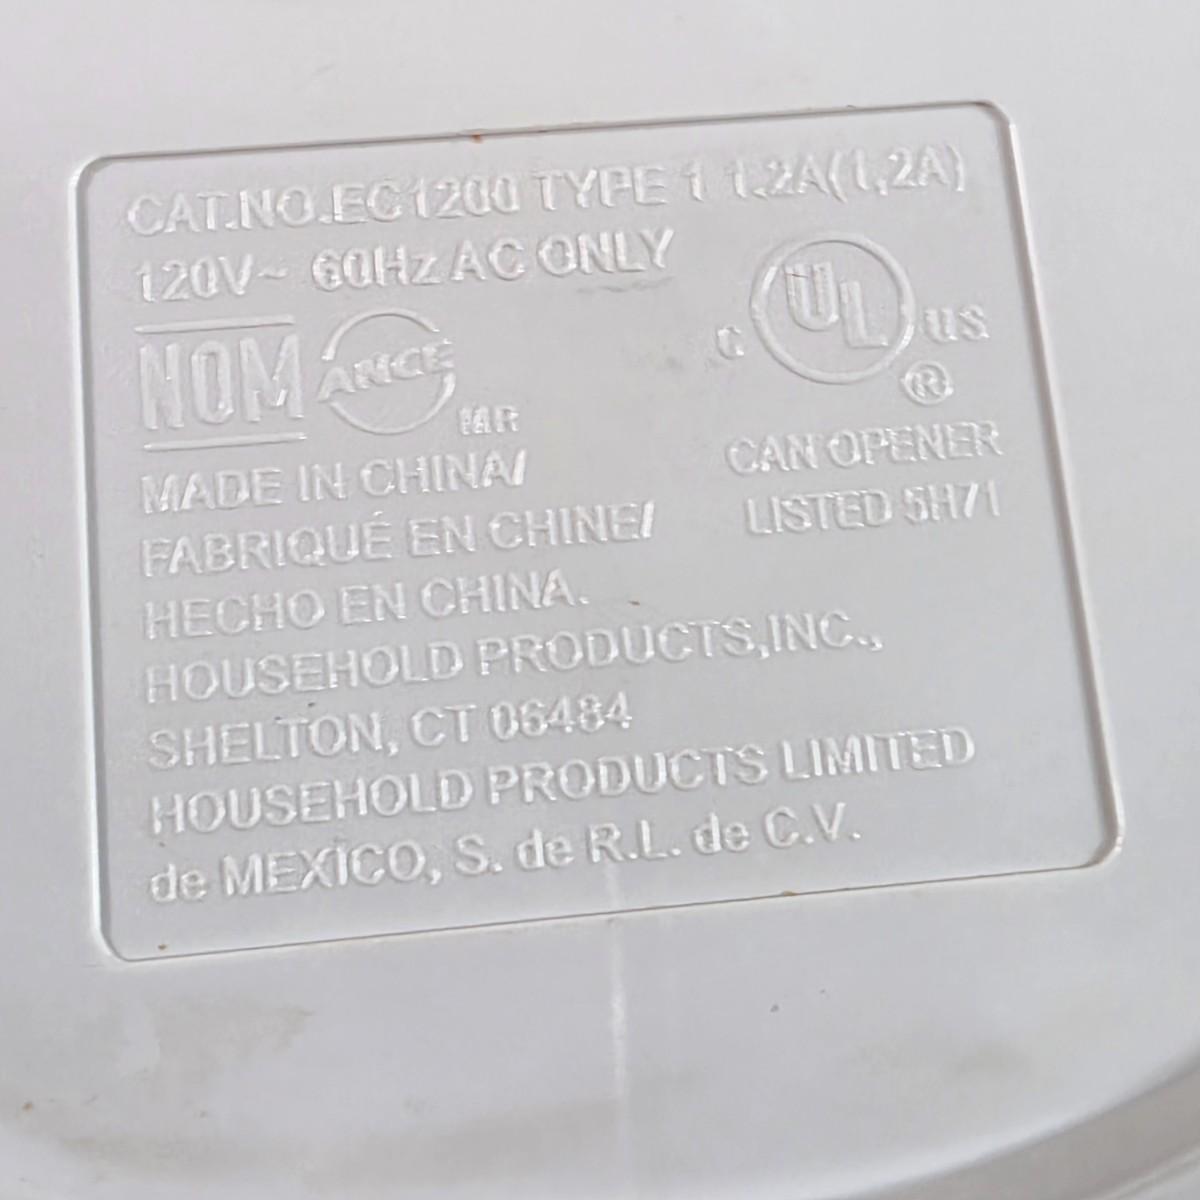 CAT.NO.EC1200 TYPE 1 1.2A(1,2A)
120V~ 60Hz AC ONLY
C UL US
®
NOM ANCE MR
CAN OPENER
LISTED 5H71
MADE IN CHINA/
FABRIQUÉ EN CHINE/
HECHO EN CHINA.
HOUSEHOLD PRODUCTS,INC.,
SHELTON, CT 06484
HOUSEHOLD PRODUCTS LIMITED
de MEXICO, S. de R.L. de C.V.